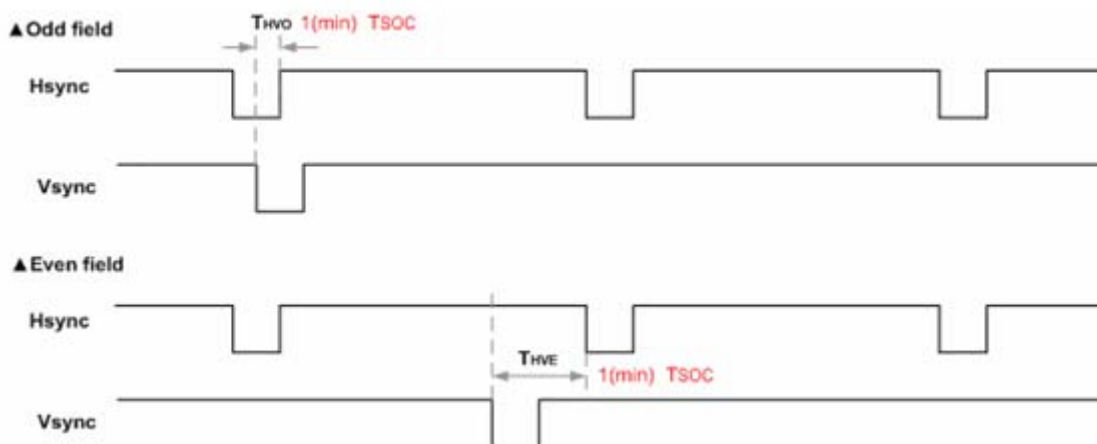 ▲Odd field
THVO 1(min) TSOC
Hsync
Vsync
▲Even field
Hsync
THVE
1(min) TSOC
Vsync